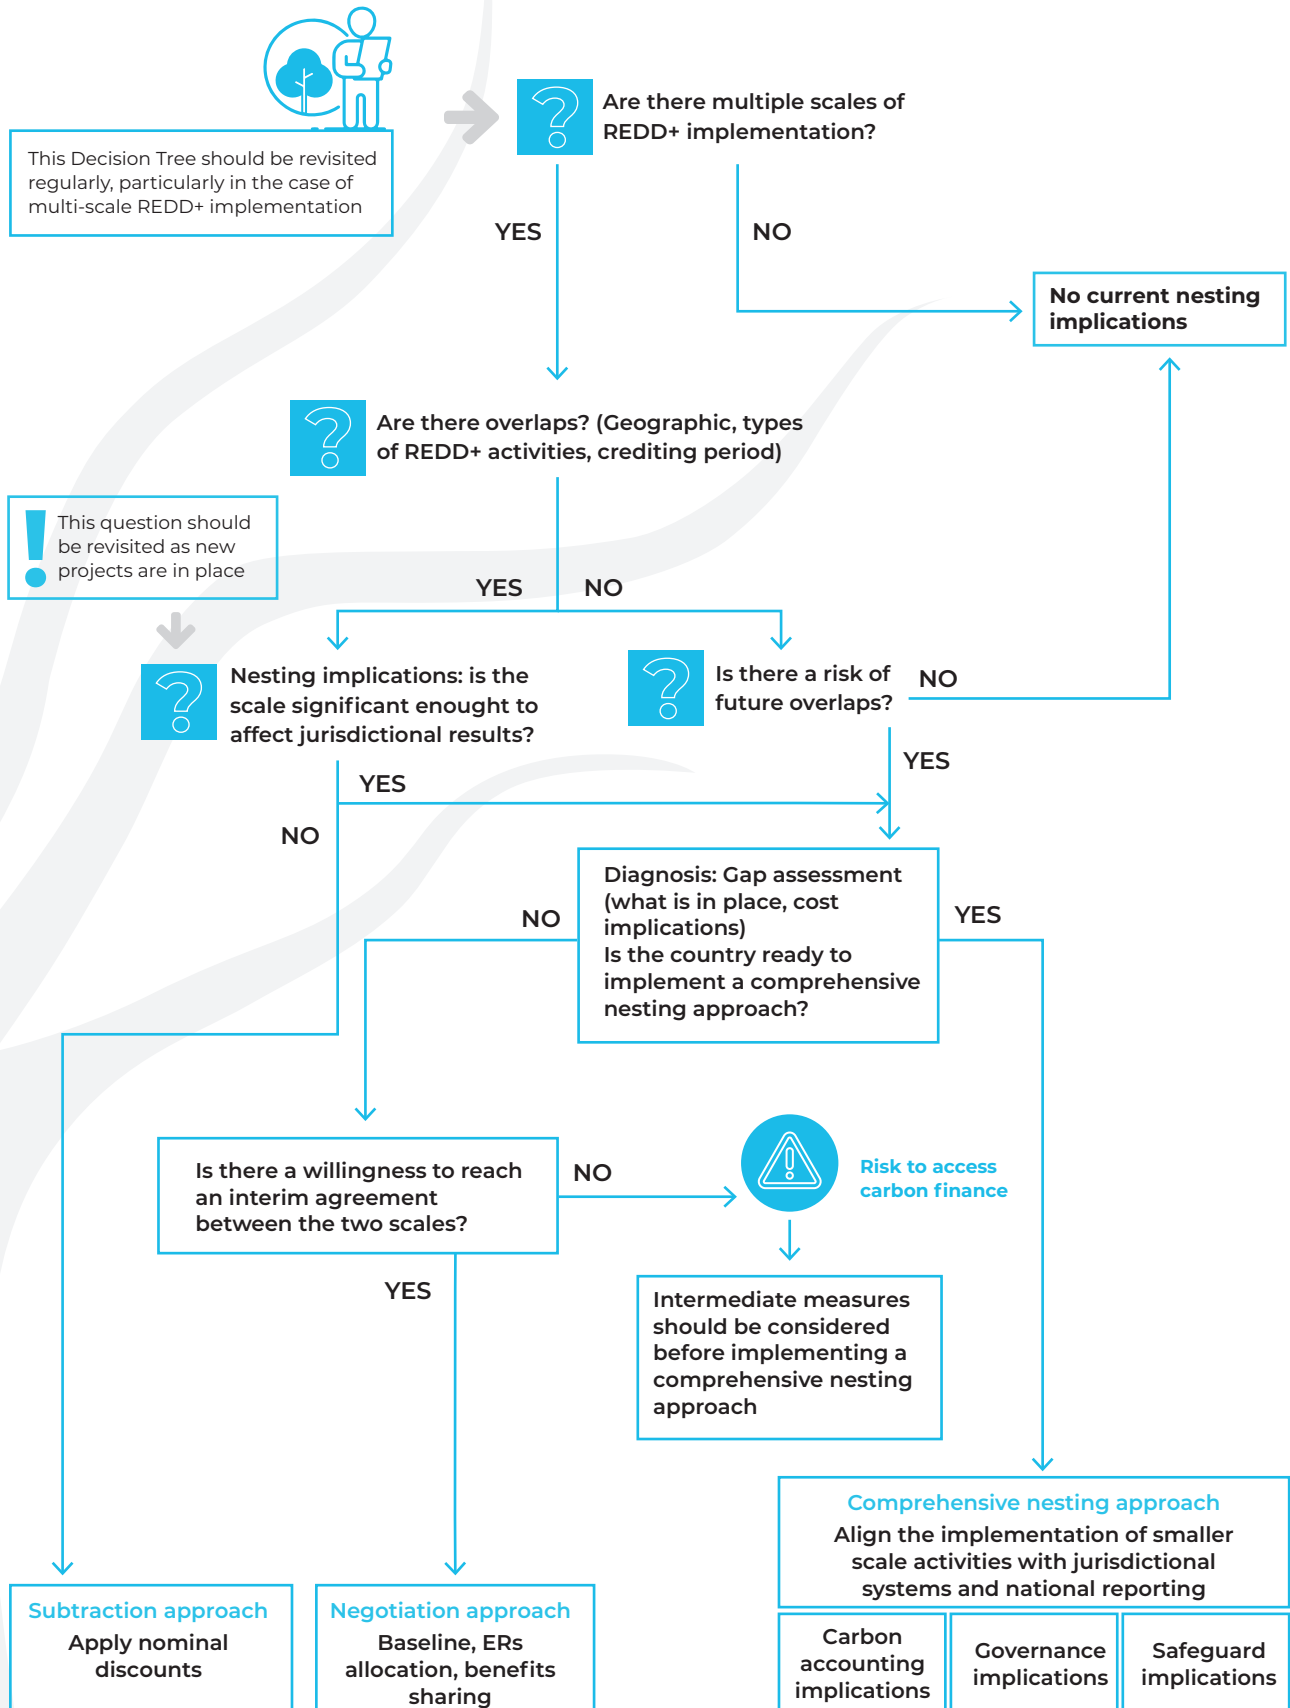 Are there multiple scales of
REDD+ implementation?
This Decision Tree should be revisited
regularly, particularly in the case of
multi-scale REDD+ implementation
YES
NO
No current nesting
implications
Are there overlaps? (Geographic, types
of REDD+ activities, crediting period)
This question should
be revisited as new
projects are in place
YES
NO
Nesting implications: is the
scale significant enought to
affect jurisdictional results?
Is there a risk of
future overlaps?
NO
YES
YES
NO
Diagnosis: Gap assessment
(what is in place, cost
implications)
Is the country ready to
implement a comprehensive
nesting approach?
NO
YES
Is there a willingness to reach
an interim agreement
between the two scales?
NO
Risk to access
carbon finance
YES
Intermediate measures
should be considered
before implementing a
comprehensive nesting
approach
Comprehensive nesting approach
Align the implementation of smaller
scale activities with jurisdictional
systems and national reporting
Subtraction approach
Apply nominal
discounts
Negotiation approach
Baseline, ERs
allocation, benefits
sharing
Carbon
accounting
implications
Governance
implications
Safeguard
implications